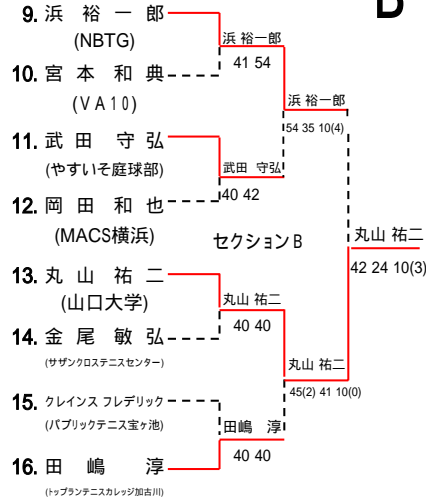 B
9. 浜 裕 一 郎
(NBTG)
浜 裕一郎
41 54
10. 宮 本 和 典
(VA10)
浜 裕一郎
54 35 10(4)
11. 武 田 守 弘
(やすいそ庭球部)
武田 守弘
40 42
12. 岡 田 和 也
(MACS横浜)
セクションB
丸山 祐二
42 24 10(3)
13. 丸 山 祐 二
(山口大学)
丸山 祐二
40 40
14. 金 尾 敏 弘
(サザンクロステニスセンター)
丸山 祐二
45(2) 41 10(0)
15. クレインス フレデリック
(パブリックテニス宝ヶ池)
田嶋 淳
40 40
16. 田 嶋 淳
(トップランテニスカレッジ加古川)